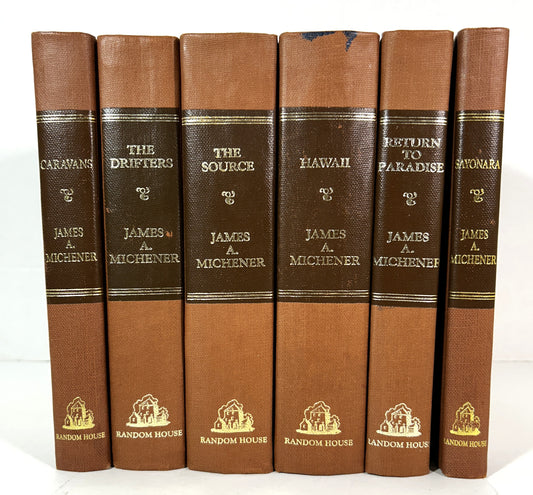 CARAVANS
JAMES
A.
MICHENER
RANDOM HOUSE
THE
DRIFTERS
JAMES
A.
MICHENER
RANDOM HOUSE
THE
SOURCE
JAMES
A.
MICHENER
RANDOM HOUSE
HAWAII
JAMES
A.
MICHENER
RANDOM HOUSE
RETURN
TO
PARADISE
JAMES
A.
MICHENER
RANDOM HOUSE
SAYONARA
JAMES
A.
MICHENER
RANDOM HOUSE